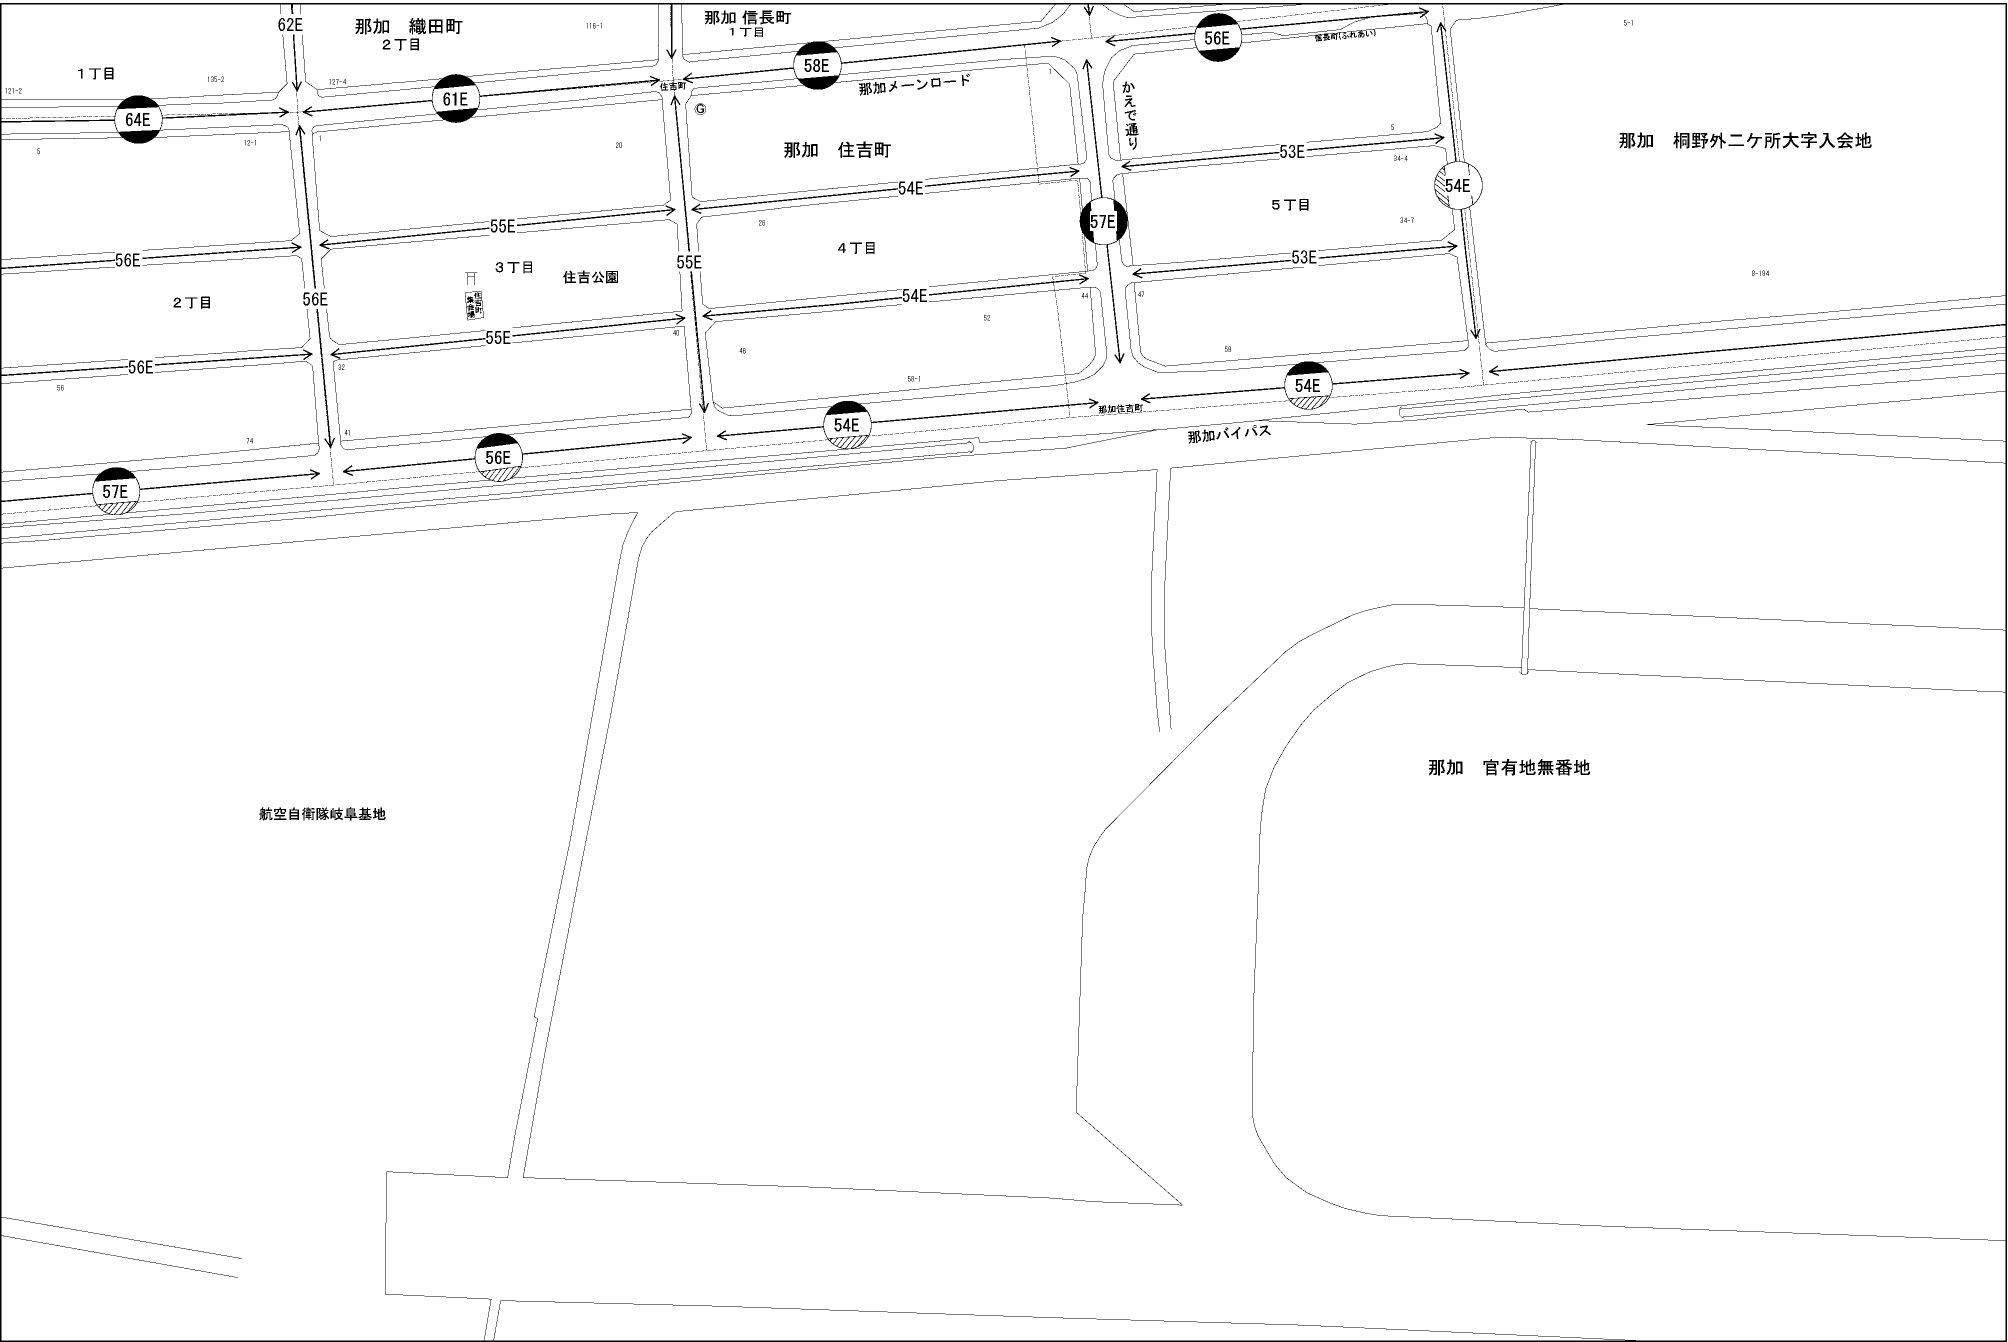 62E
那加 織田町
2丁目
116-1
那加 信長町
1丁目
56E
信長町(ふれあい)
5-1
1丁目
135-2
127-4
121-2
64E
61E
住吉町
58E
那加メーンロード
1
かえで通り
G
5
12-1
1
20
那加 住吉町
53E
5
34-4
那加 桐野外二ケ所大字入会地
54E
54E
5丁目
34-7
57E
55E
26
4丁目
56E
3丁目
住吉公園
55E
53E
8-194
2丁目
56E
住吉町
集会場
54E
44
47
52
55E
40
46
59
56E
32
56
58-1
54E
那加住吉町
54E
41
74
56E
那加バイパス
57E
那加 官有地無番地
航空自衛隊岐阜基地